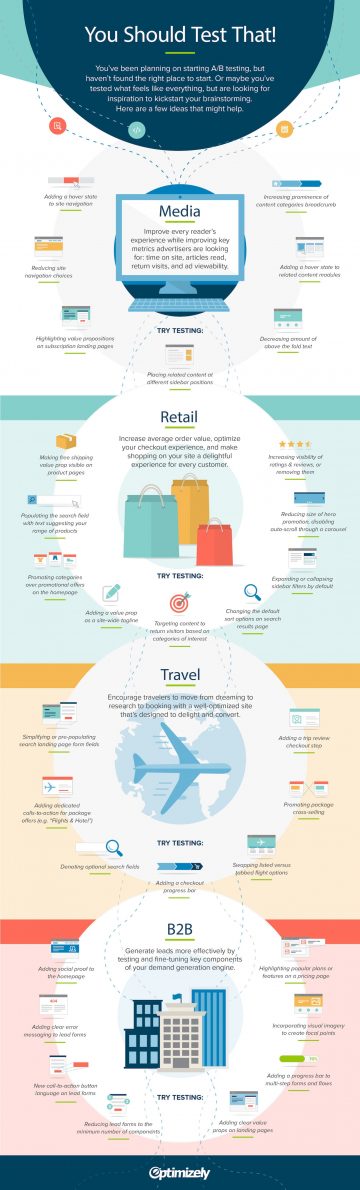 You Should Test That!
You've been planning on starting A/B testing, but
haven't found the right place to start. Or maybe you've
tested what feels like everything, but are looking for
inspiration to kickstart your brainstorming.
Here are a few ideas that might help.
Media
Improve every reader's
experience while improving key
metrics advertisers are looking
for: time on site, articles read,
return visits, and ad viewability.
Adding a hover state
to site navigation
Increasing prominence of
content categories breadcrumb
Reducing site
navigation choices
Adding a hover state to
related content modules
Highlighting value propositions
on subscription landing pages
Decreasing amount of
above the fold text
TRY TESTING:
Placing related content at
different sidebar positions
Retail
Increase average order value, optimize
your checkout experience, and make
shopping on your site a delightful
experience for every customer.
Making free shipping
value prop visible on
product pages
Increasing visibility of
ratings & reviews, or
removing them
Populating the search field
with text suggesting your
range of products
Reducing size of hero
promotion, disabling
auto-scroll through a carousel
Promoting categories
over promotional offers
on the homepage
Expanding or collapsing
sidebar filters by default
TRY TESTING:
Adding a value prop
as a site-wide tagline
Targeting content to
return visitors based on
categories of interest
Changing the default
sort options on search
results page
Travel
Encourage travelers to move from dreaming to
research to booking with a well-optimized site
that's designed to delight and convert.
Simplifying or pre-populating
search landing page form fields
Adding a trip review
checkout step
Adding dedicated
calls-to-action for package
offers (e.g. "Flights & Hotel")
Promoting package
cross-selling
TRY TESTING:
Denoting optional search fields
Adding a checkout
progress bar
Swapping listed versus
tabbed flight options
B2B
Generate leads more effectively by
testing and fine-tuning key components
of your demand generation engine.
Adding social proof to
the homepage
Highlighting popular plans or
features on a pricing page
404
Adding clear error
messaging to lead forms
Incorporating visual imagery
to create focal points
New call-to-action button
language on lead forms
Adding a progress bar to
multi-step forms and flows
TRY TESTING:
Reducing lead forms to the
minimum number of components
Adding clear value
props on landing pages
Optimizely